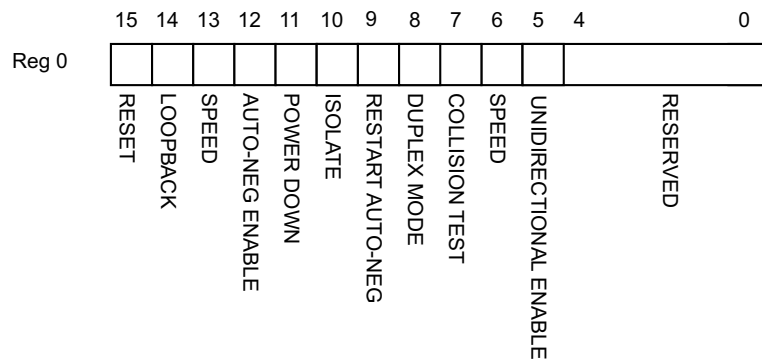 15 14 13 12 11 10 9 8 7 6 5 4 0
Reg 0
RESET
LOOPBACK
SPEED
AUTO-NEG ENABLE
POWER DOWN
ISOLATE
RESTART AUTO-NEG
DUPLEX MODE
COLLISION TEST
SPEED
UNIDIRECTIONAL ENABLE
RESERVED